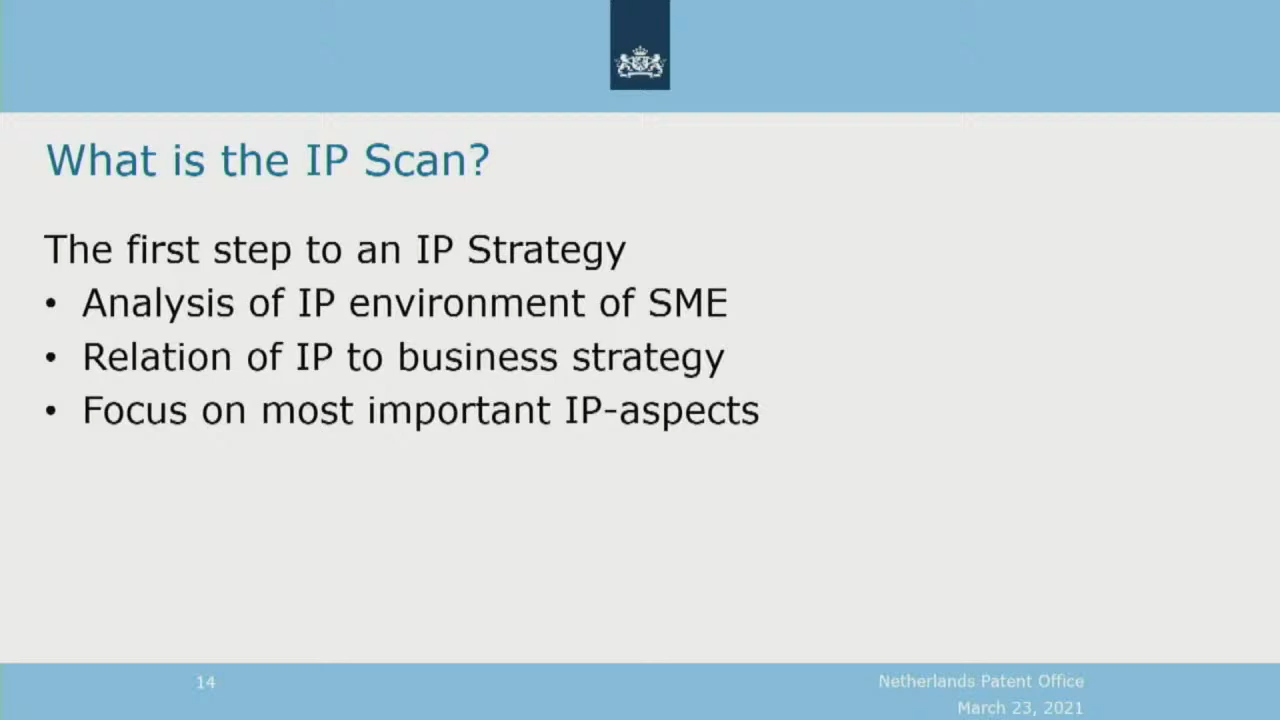 What is the IP Scan?
The first step to an IP Strategy
• Analysis of IP environment of SME
• Relation of IP to business strategy
• Focus on most important IP-aspects
14
Netherlands Patent Office
March 23, 2021